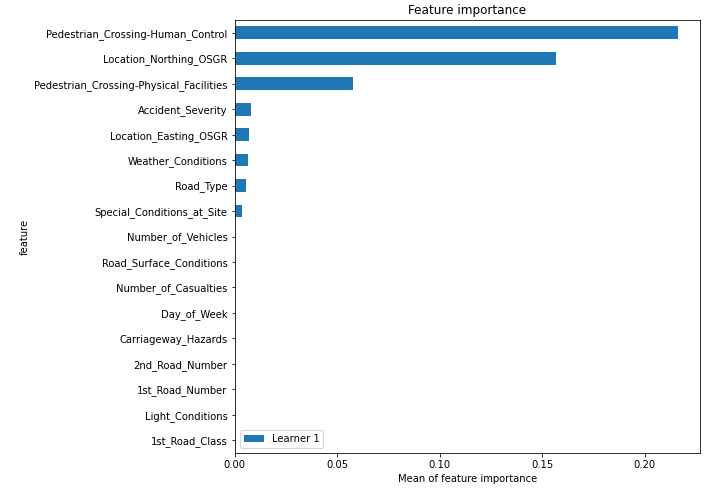 Feature importance
Pedestrian_Crossing-Human_Control
Location_Northing_OSGR
Pedestrian_Crossing-Physical_Facilities
Accident_Severity
Location_Easting_OSGR
Weather_Conditions
Road_Type
Special_Conditions_at_Site
Number_of_Vehicles
Road_Surface_Conditions
Number_of_Casualties
Day_of_Week
Carriageway_Hazards
2nd_Road_Number
1st_Road_Number
Light_Conditions
1st_Road_Class
feature
Learner 1
0.00 0.05 0.10 0.15 0.20
Mean of feature importance